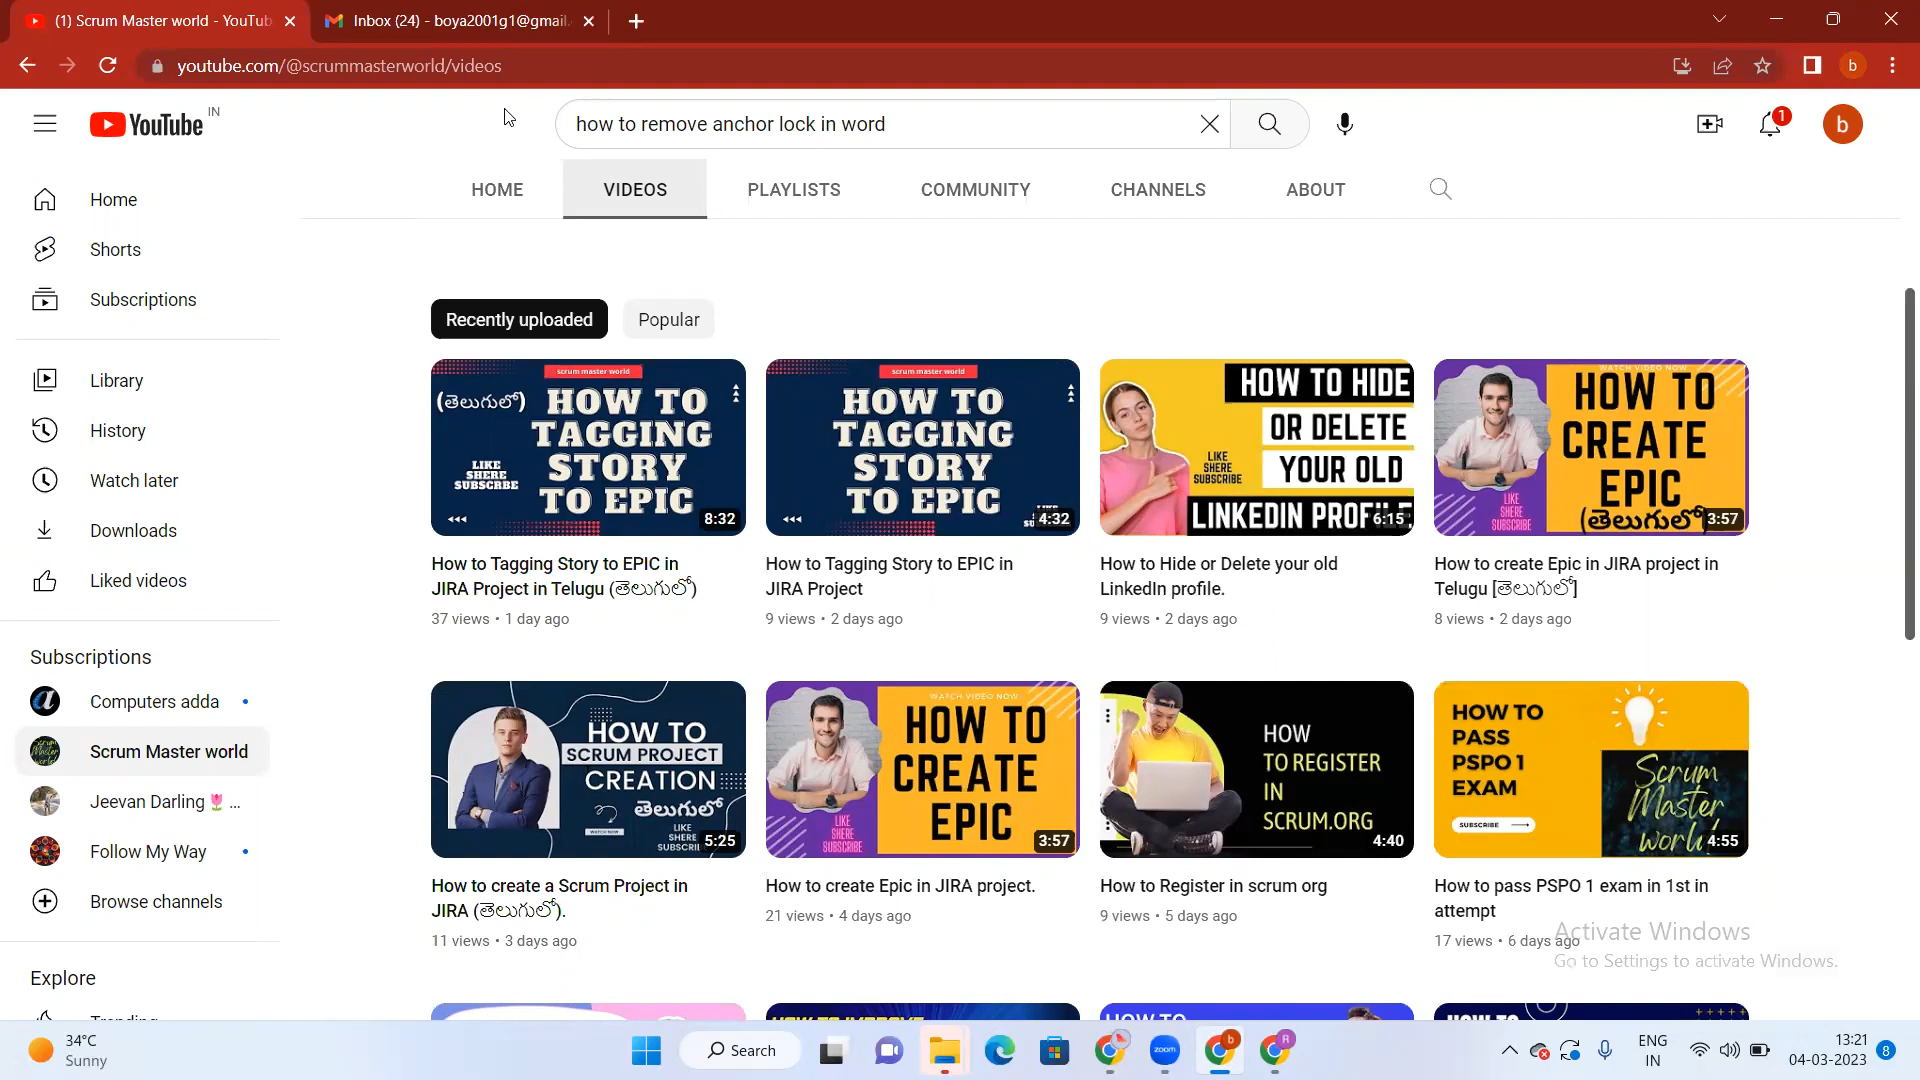 (1) Scrum Master world - YouTub
Inbox (24) - boya2001g1@gmail.
youtube.com/@scrummasterworld/videos
b
YouTube IN
how to remove anchor lock in word
1
b
HOME VIDEOS PLAYLISTS COMMUNITY CHANNELS ABOUT
Home
Shorts
Subscriptions
Library
History
Watch later
Downloads
Liked videos
Subscriptions
Computers adda
Scrum Master world
Jeevan Darling🌷 ...
Follow My Way
Browse channels
Explore
Recently uploaded Popular
scrum master world
(తెలుగులో) HOW TO
TAGGING
STORY
TO EPIC
LIKE
SHERE
SUBSCRBE
8:32
How to Tagging Story to EPIC in
JIRA Project in Telugu (తెలుగులో)
37 views • 1 day ago
scrum master world
HOW TO
TAGGING
STORY
TO EPIC
4:32
How to Tagging Story to EPIC in
JIRA Project
9 views • 2 days ago
HOW TO HIDE
OR DELETE
YOUR OLD
LINKEDIN PROFILE
LIKE
SHERE
SUBSCRIBE
6:15
How to Hide or Delete your old
LinkedIn profile.
9 views • 2 days ago
WATCH VIDEO NOW
HOW TO
CREATE
EPIC
(తెలుగులో)
LIKE
SHERE
SUBSCRIBE
3:57
How to create Epic in JIRA project in
Telugu [తెలుగులో]
8 views • 2 days ago
HOW TO
SCRUM PROJECT
CREATION
తెలుగులో
WATCH NOW
LIKE
SHERE
SUBSCRI
5:25
How to create a Scrum Project in
JIRA (తెలుగులో).
11 views • 3 days ago
WATCH VIDEO NOW
HOW TO
CREATE
EPIC
LIKE
SHERE
SUBSCRIBE
3:57
How to create Epic in JIRA project.
21 views • 4 days ago
HOW
TO REGISTER
IN
SCRUM.ORG
4:40
How to Register in scrum org
9 views • 5 days ago
HOW TO
PASS
PSPO 1
EXAM
SUBSCRIBE
Scrum
Master
world
4:55
How to pass PSPO 1 exam in 1st in
attempt
17 views • 6 days ago
Activate Windows
Go to Settings to activate Windows.
34°C
Sunny
Search
zoom
b
R
ENG
IN
13:21
04-03-2023
8